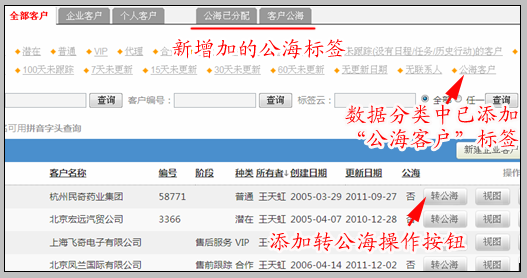 全部客户 企业客户 个人客户 公海已分配 客户公海
新增加的公海标签
潜在 普通 VIP 代理 未跟踪(没有日程/任务/历史行动)的客户
100天未跟踪 7天未更新 15天未更新 30天未更新 60天未更新 无更新日期 无联系人 公海客户
查询 客户编号： 查询 标签云： 全部 任一 查询
数据分类中已添加
“公海客户”标签
可用拼音字头查询
新建企业客户
客户名称 编号 阶段 种类 所有者↓ 创建日期 更新日期 公海 操作
杭州民奇药业集团 58771 普通 王天虹 2005-03-29 2011-09-27 否 转公海 视图
北京宏远汽贸公司 3366 潜在 王天虹 2005-04-07 2010-12-28 否 转公海 视图
添加转公海操作按钮
上海飞奇电子有限公司 售后服务 VIP 王天虹
北京凤兰国际有限公司 售前跟踪 合作 王天虹 2006-04-14 2011-02-12 否 转公海 视图